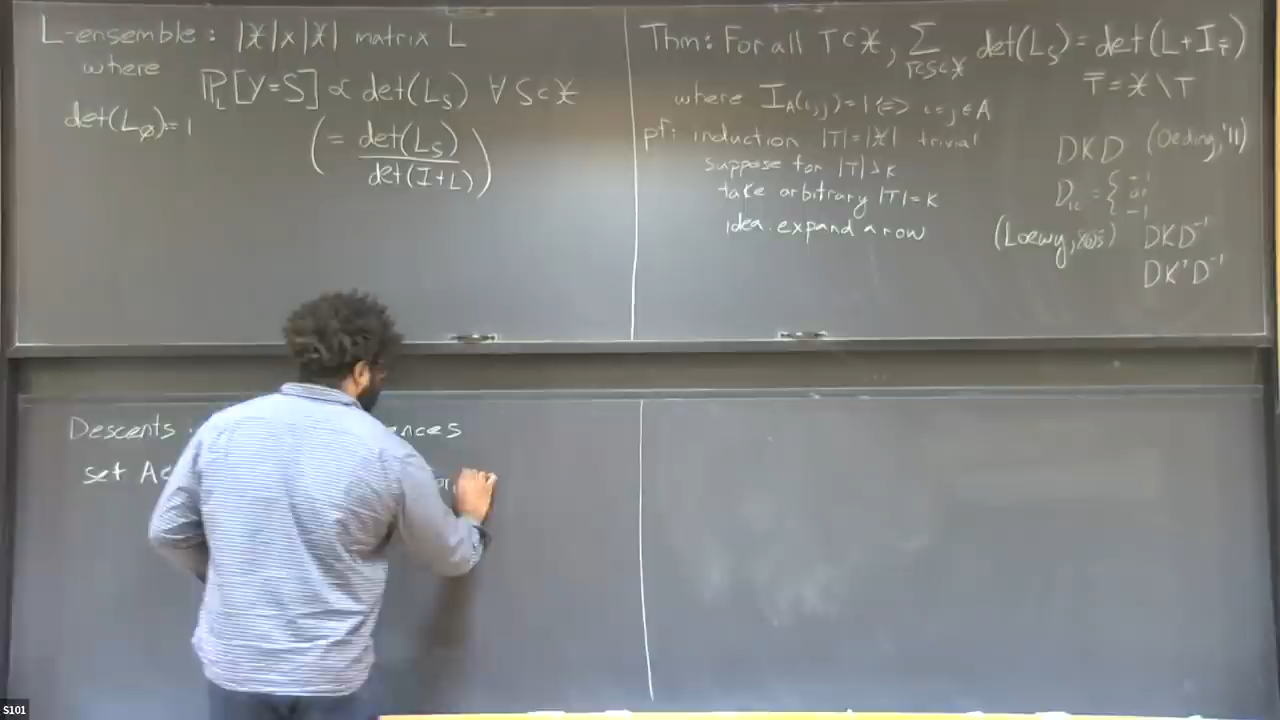 L-ensemble: |𝒳|x|𝒳| matrix L
where
ℙ_L[Y=S] ∝ det(L_S) ∀ S⊂𝒳
det(L_∅)=1
(= det(L_S) / det(I+L))
Thm: For all T⊂𝒳, Σ_{T⊂S⊂𝒳} det(L_S) = det(L+I_T̄)
T̄ = 𝒳\T
where I_A(i,j)=1 ⟺ i=j∈A
pf: induction |T|=|𝒳| trivial
suppose for |T|>K
take arbitrary |T|=K
idea. expand a row
DKD (Oeding,'11)
(Loewy, DKD⁻¹
DKᵀD⁻¹
Descents ences
set A
S101